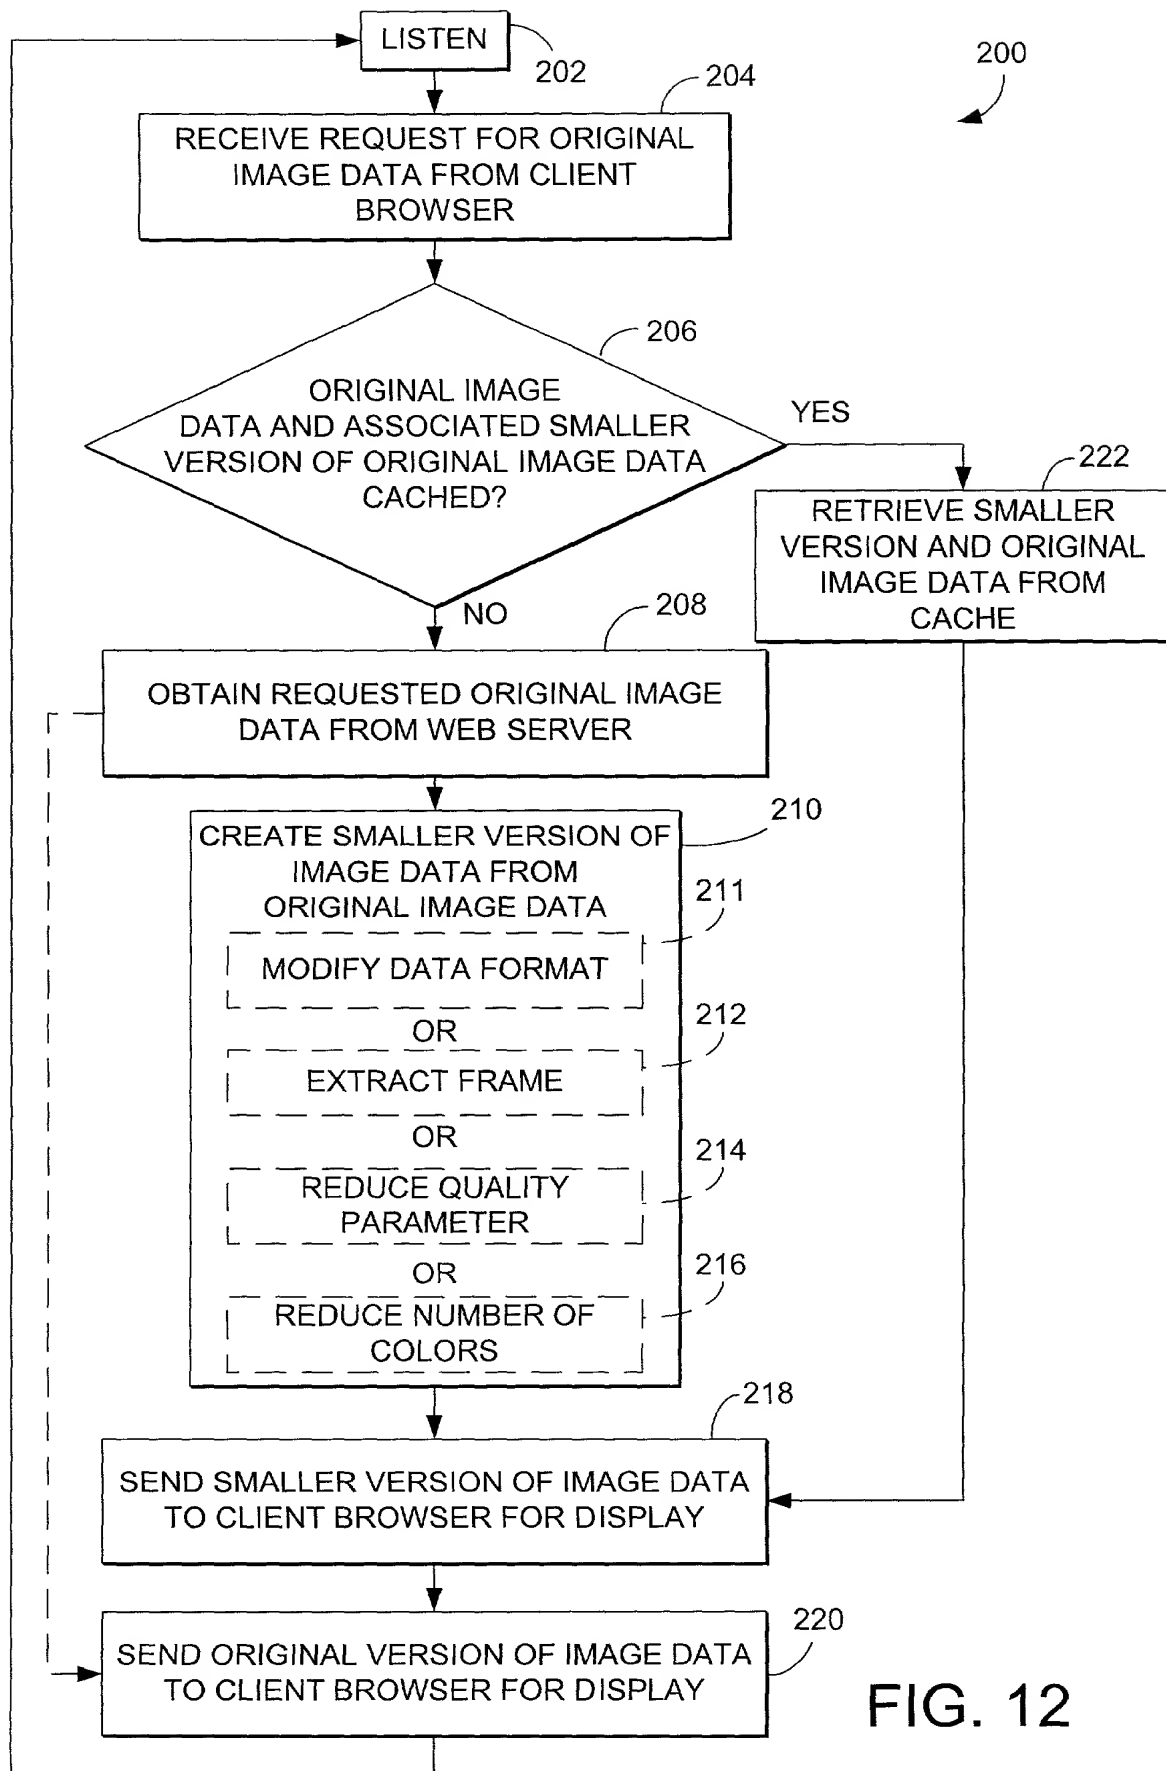 LISTEN
202
200
204
RECEIVE REQUEST FOR ORIGINAL
IMAGE DATA FROM CLIENT
BROWSER
206
ORIGINAL IMAGE
DATA AND ASSOCIATED SMALLER
VERSION OF ORIGINAL IMAGE DATA
CACHED?
YES
222
RETRIEVE SMALLER
VERSION AND ORIGINAL
IMAGE DATA FROM
CACHE
NO
208
OBTAIN REQUESTED ORIGINAL IMAGE
DATA FROM WEB SERVER
210
CREATE SMALLER VERSION OF
IMAGE DATA FROM
ORIGINAL IMAGE DATA
211
MODIFY DATA FORMAT
OR
212
EXTRACT FRAME
OR
214
REDUCE QUALITY
PARAMETER
OR
216
REDUCE NUMBER OF
COLORS
218
SEND SMALLER VERSION OF IMAGE DATA
TO CLIENT BROWSER FOR DISPLAY
220
SEND ORIGINAL VERSION OF IMAGE DATA
TO CLIENT BROWSER FOR DISPLAY
FIG. 12